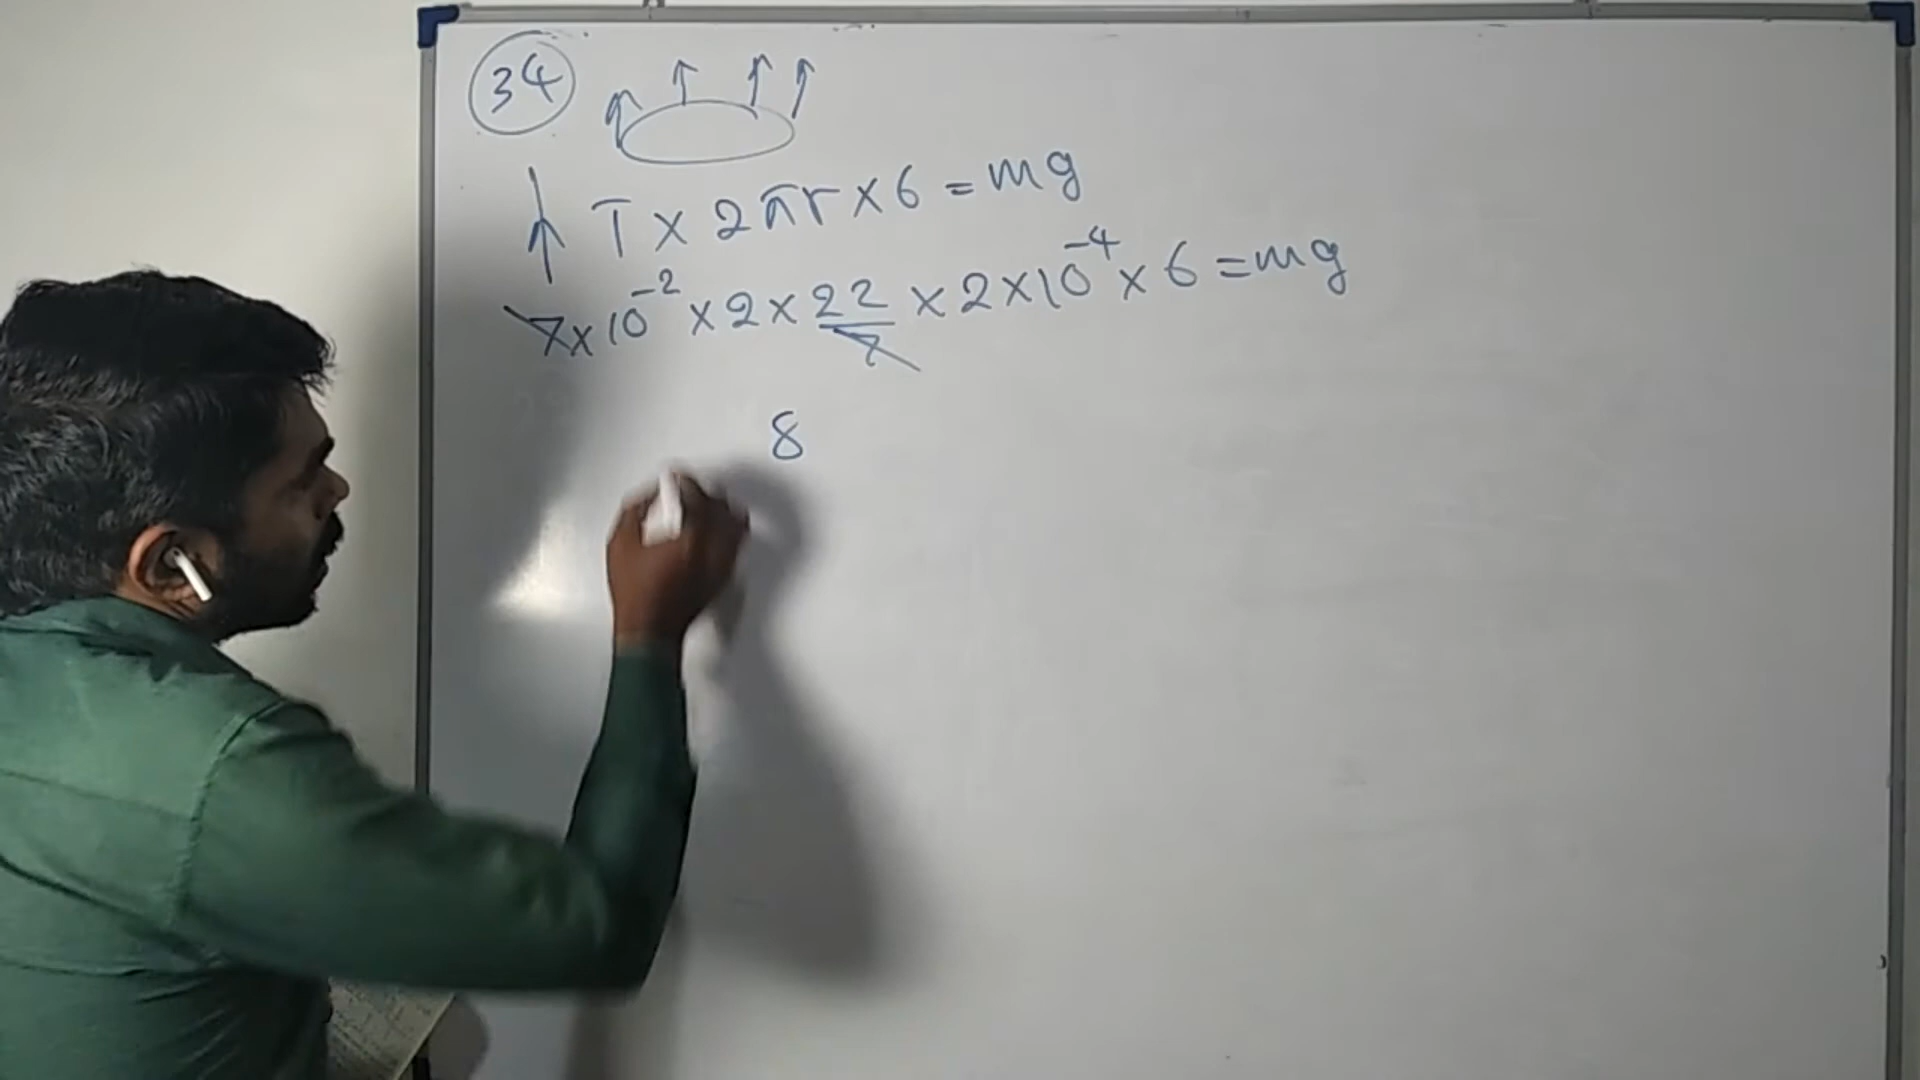 34
T × 2πr × 6 = mg
7 × 10⁻² × 2 × 22/7 × 2 × 10⁻⁴ × 6 = mg
8